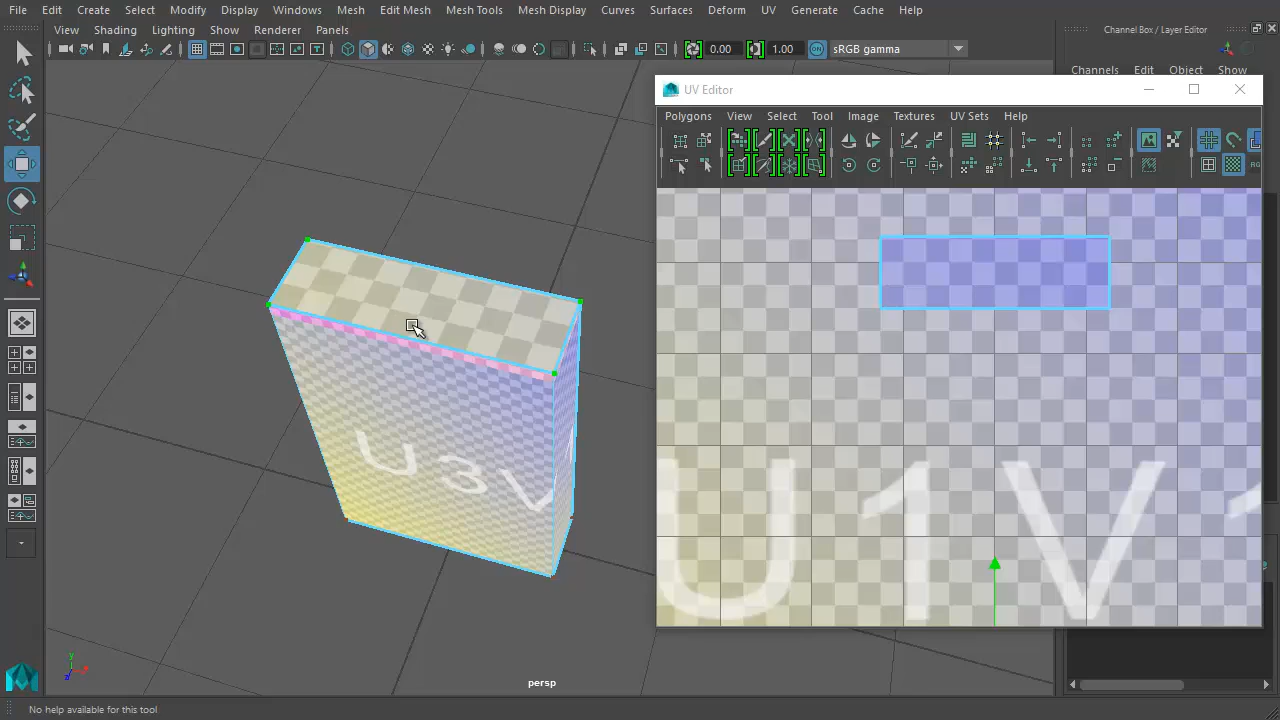 File Edit Create Select Modify Display Windows Mesh Edit Mesh Mesh Tools Mesh Display Curves Surfaces Deform UV Generate Cache Help
View Shading Lighting Show Renderer Panels
Channel Box / Layer Editor
0.00 1.00 ON sRGB gamma
Channels Edit Object Show
UV Editor
Polygons View Select Tool Image Textures UV Sets Help
U3V
U1V 1
y
x
z
persp
No help available for this tool